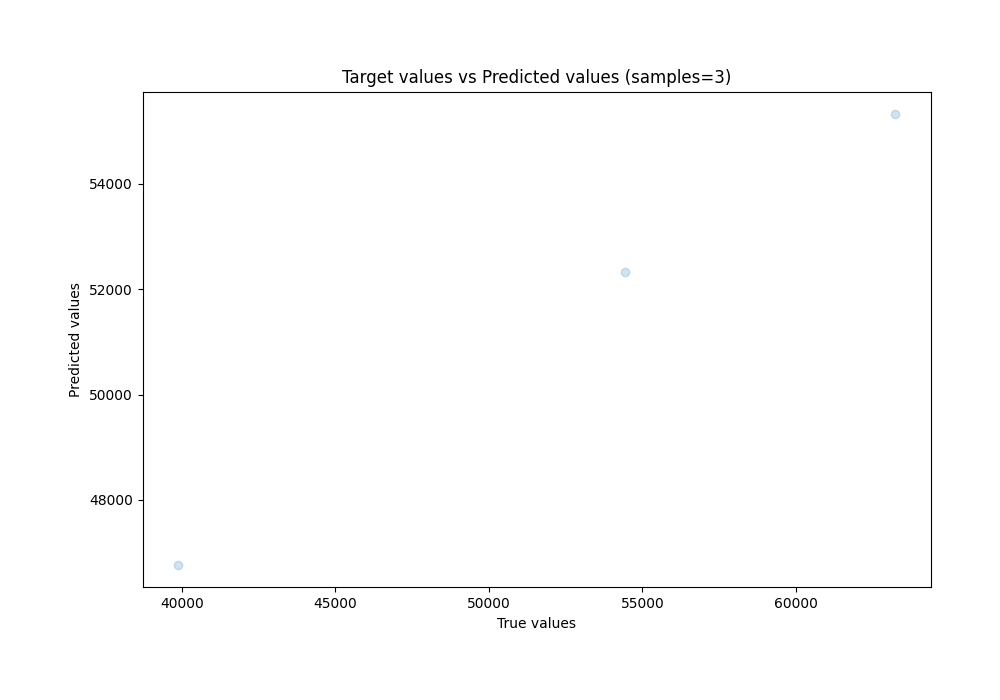 Target values vs Predicted values (samples=3)
54000
52000
50000
48000
Predicted values
40000 45000 50000 55000 60000
True values